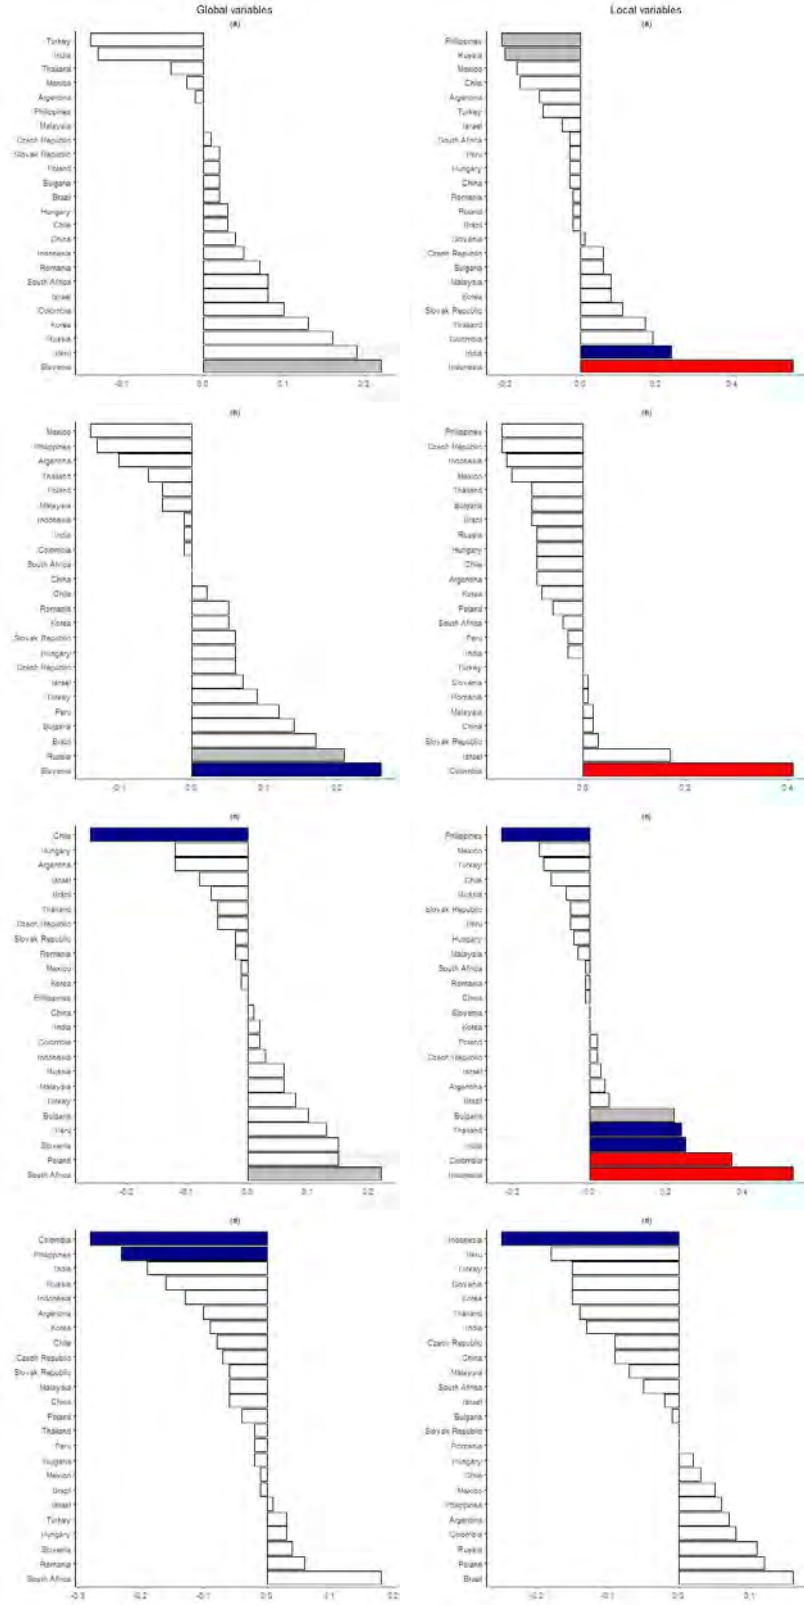 Global variables
(a)
Turkey
India
Thailand
Mexico
Argentina
Philippines
Malaysia
Czech Republic
Slovak Republic
Poland
Bulgaria
Brazil
Hungary
Chile
China
Indonesia
Romania
South Africa
Israel
Colombia
Korea
Russia
Peru
Slovenia
-0.1 0.0 0.1 0.2
Local variables
(a)
Philippines
Russia
Mexico
Chile
Argentina
Turkey
Israel
South Africa
Peru
Hungary
China
Romania
Poland
Brazil
Slovenia
Czech Republic
Bulgaria
Malaysia
Korea
Slovak Republic
Thailand
Colombia
India
Indonesia
-0.2 0.0 0.2 0.4
(b)
Mexico
Philippines
Argentina
Thailand
Poland
Malaysia
Indonesia
India
Colombia
South Africa
China
Chile
Romania
Korea
Slovak Republic
Hungary
Czech Republic
Israel
Turkey
Peru
Bulgaria
Brazil
Russia
Slovenia
-0.1 0.0 0.1 0.2
(b)
Philippines
Czech Republic
Indonesia
Mexico
Thailand
Bulgaria
Brazil
Russia
Hungary
Chile
Argentina
Korea
Poland
South Africa
Peru
India
Turkey
Slovenia
Romania
Malaysia
China
Slovak Republic
Israel
Colombia
0.0 0.2 0.4
(c)
Chile
Hungary
Argentina
Israel
Brazil
Thailand
Czech Republic
Slovak Republic
Romania
Mexico
Korea
Philippines
China
India
Colombia
Indonesia
Russia
Malaysia
Turkey
Bulgaria
Peru
Slovenia
Poland
South Africa
-0.2 -0.1 0.0 0.1 0.2
(c)
Philippines
Mexico
Turkey
Chile
Russia
Slovak Republic
Peru
Hungary
Malaysia
South Africa
Romania
China
Slovenia
Korea
Poland
Czech Republic
Israel
Argentina
Brazil
Bulgaria
Thailand
India
Colombia
Indonesia
-0.2 0.0 0.2 0.4
(d)
Colombia
Philippines
India
Russia
Indonesia
Argentina
Korea
Chile
Czech Republic
Slovak Republic
Malaysia
China
Poland
Thailand
Peru
Bulgaria
Mexico
Brazil
Israel
Turkey
Hungary
Slovenia
Romania
South Africa
-0.3 -0.2 -0.1 0.0 0.1 0.2
(d)
Indonesia
Peru
Turkey
Slovenia
Korea
Thailand
India
Czech Republic
China
Malaysia
South Africa
Israel
Bulgaria
Slovak Republic
Romania
Hungary
Chile
Mexico
Philippines
Argentina
Colombia
Russia
Poland
Brazil
-0.2 -0.1 0.0 0.1